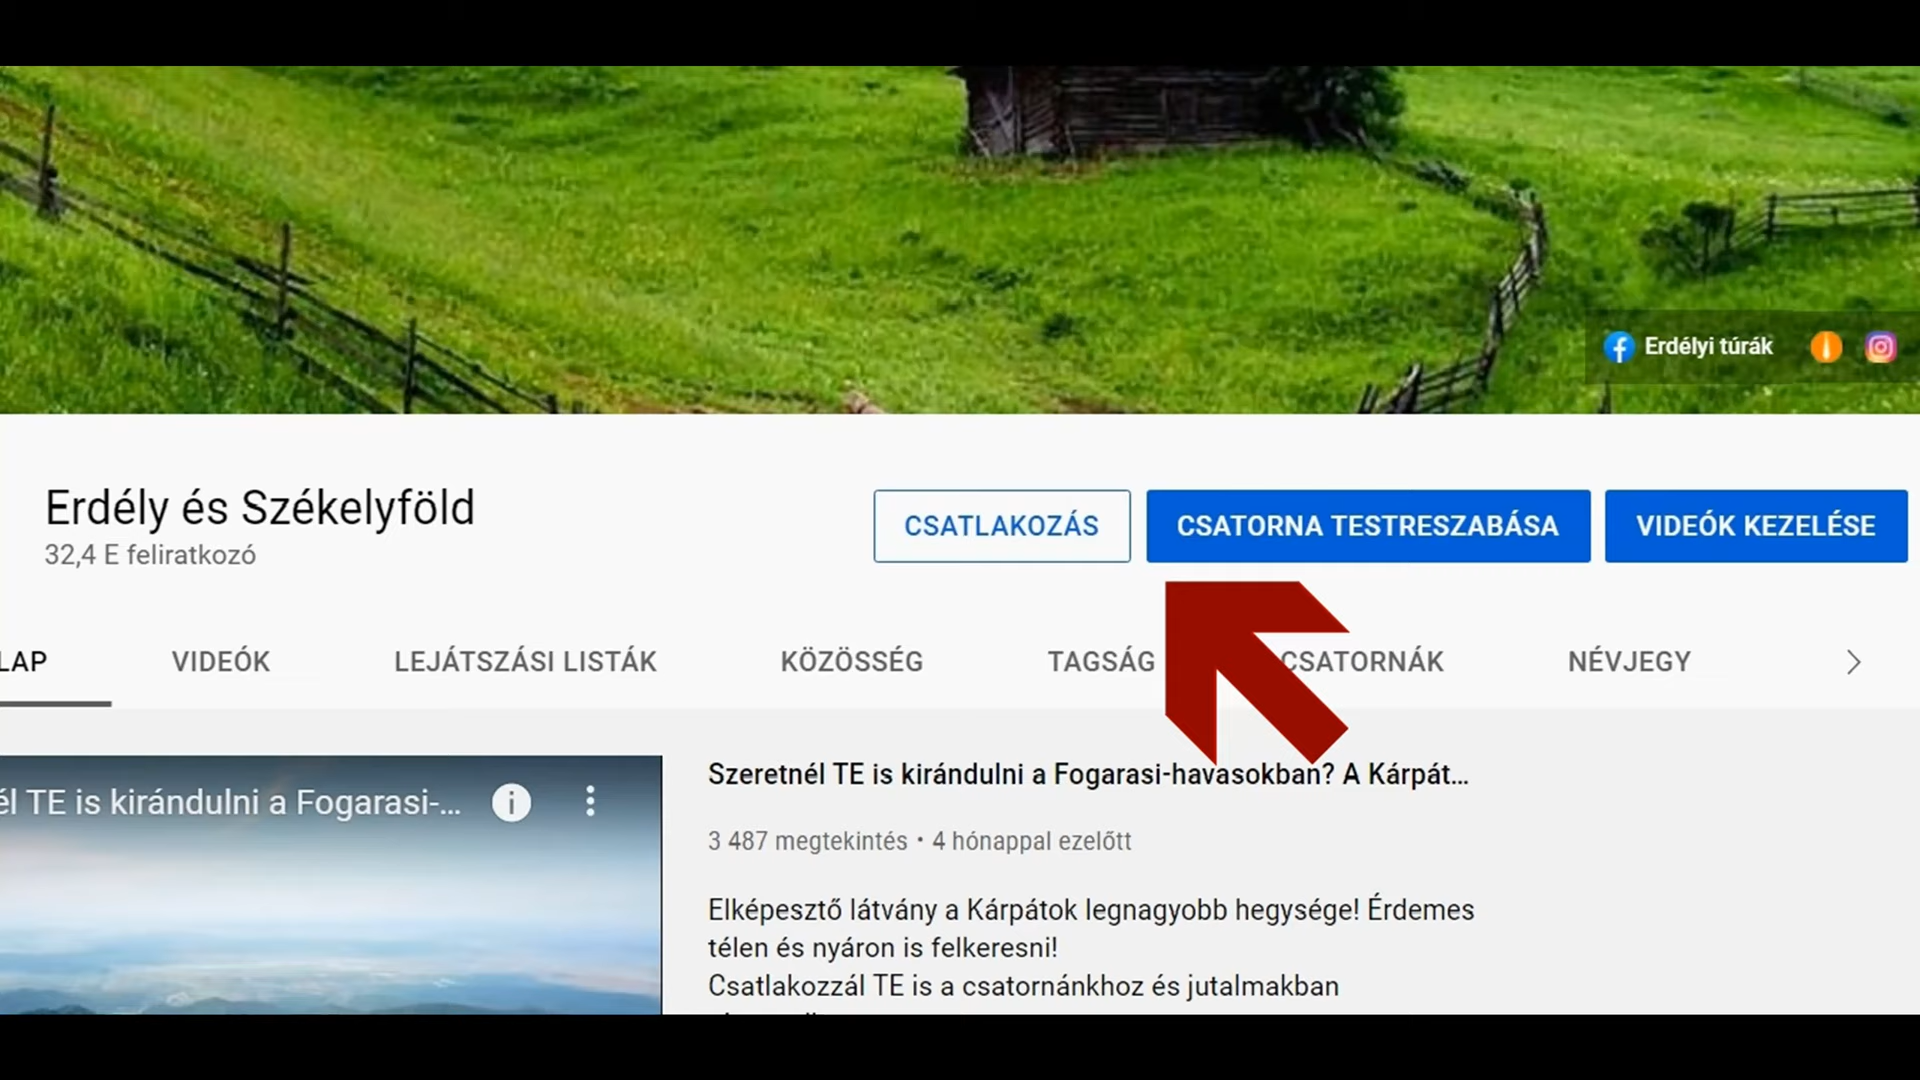 Erdélyi túrák
Erdély és Székelyföld
32,4 E feliratkozó
CSATLAKOZÁS
CSATORNA TESTRESZABÁSA
VIDEÓK KEZELÉSE
LAP
VIDEÓK
LEJÁTSZÁSI LISTÁK
KÖZÖSSÉG
TAGSÁG
CSATORNÁK
NÉVJEGY
él TE is kirándulni a Fogarasi-...
Szeretnél TE is kirándulni a Fogarasi-havasokban? A Kárpát...
3 487 megtekintés • 4 hónappal ezelőtt
Elképesztő látvány a Kárpátok legnagyobb hegysége! Érdemes
télen és nyáron is felkeresni!
Csatlakozzál TE is a csatornánkhoz és jutalmakban